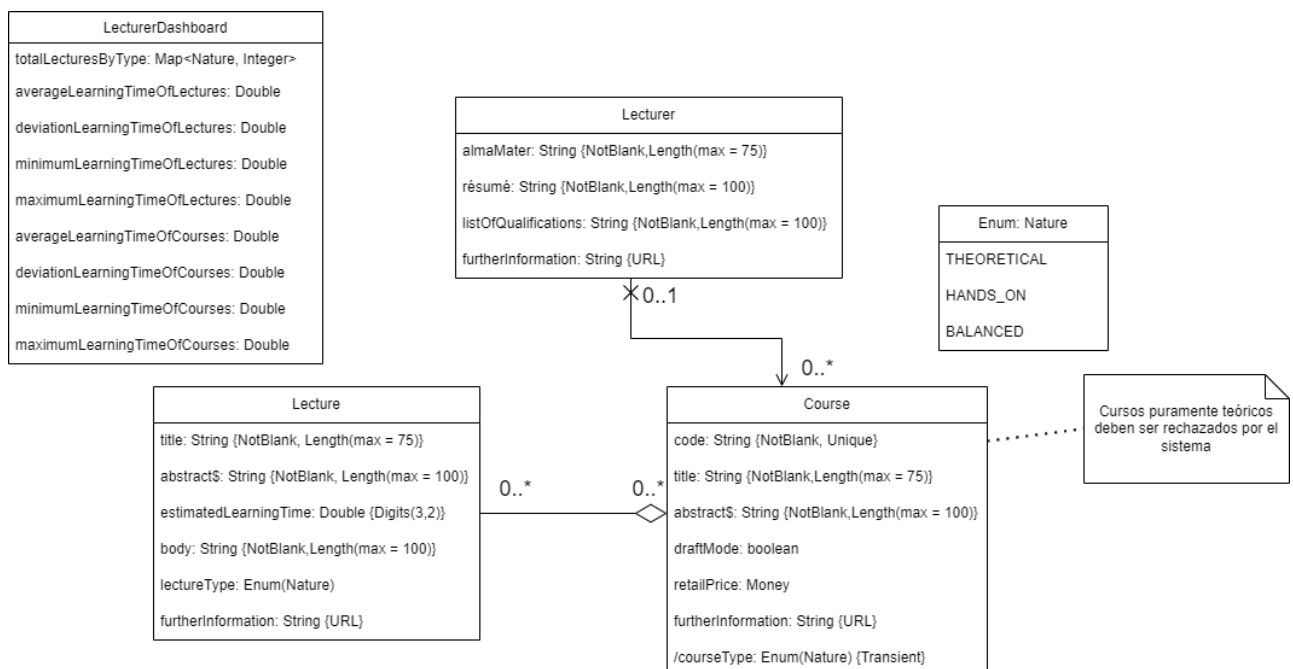 LecturerDashboard
totalLecturesByType: Map<Nature, Integer>
averageLearningTimeOfLectures: Double
deviationLearningTimeOfLectures: Double
minimumLearningTimeOfLectures: Double
maximumLearningTimeOfLectures: Double
averageLearningTimeOfCourses: Double
deviationLearningTimeOfCourses: Double
minimumLearningTimeOfCourses: Double
maximumLearningTimeOfCourses: Double
Lecturer
almaMater: String {NotBlank,Length(max = 75)}
résumé: String {NotBlank,Length(max = 100)}
listOfQualifications: String {NotBlank,Length(max = 100)}
furtherInformation: String {URL}
Enum: Nature
THEORETICAL
HANDS_ON
BALANCED
0..1
0..*
Lecture
title: String {NotBlank, Length(max = 75)}
abstract$: String {NotBlank, Length(max = 100)}
estimatedLearningTime: Double {Digits(3,2)}
body: String {NotBlank,Length(max = 100)}
lectureType: Enum(Nature)
furtherInformation: String {URL}
0..*
0..*
Course
code: String {NotBlank, Unique}
title: String {NotBlank,Length(max = 75)}
abstract$: String {NotBlank,Length(max = 100)}
draftMode: boolean
retailPrice: Money
furtherInformation: String {URL}
/courseType: Enum(Nature) {Transient}
Cursos puramente teóricos
deben ser rechazados por el
sistema